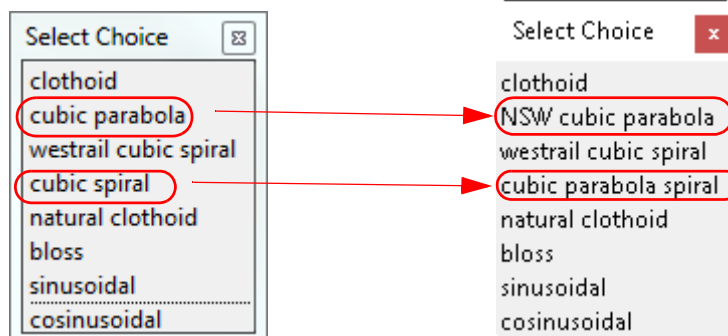 Select Choice
clothoid
cubic parabola
westrail cubic spiral
cubic spiral
natural clothoid
bloss
sinusoidal
cosinusoidal
Select Choice
clothoid
NSW cubic parabola
westrail cubic spiral
cubic parabola spiral
natural clothoid
bloss
sinusoidal
cosinusoidal